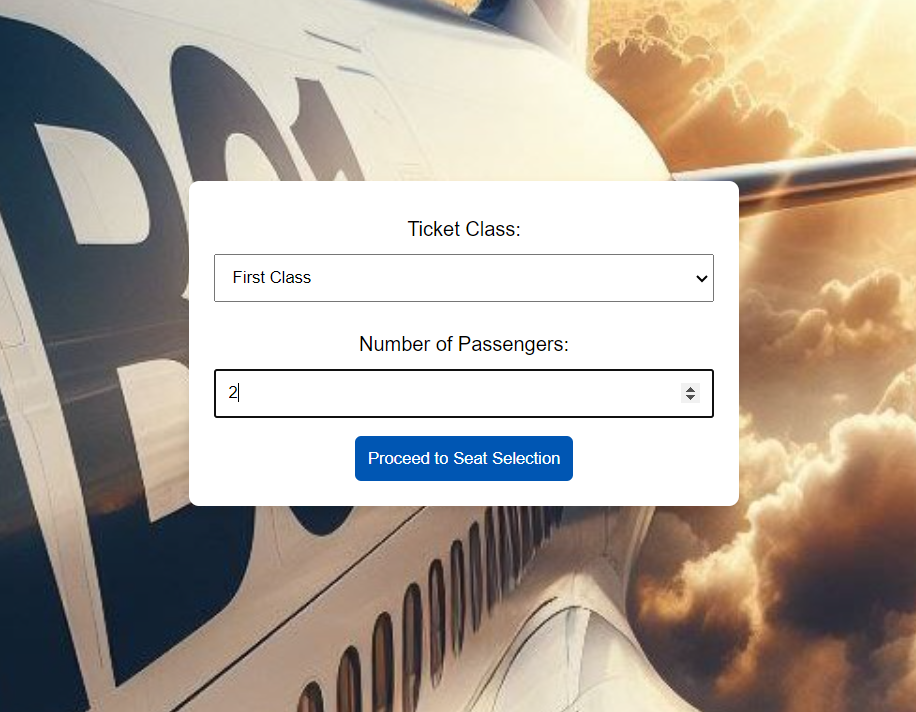 Ticket Class:
First Class
Number of Passengers:
2
Proceed to Seat Selection